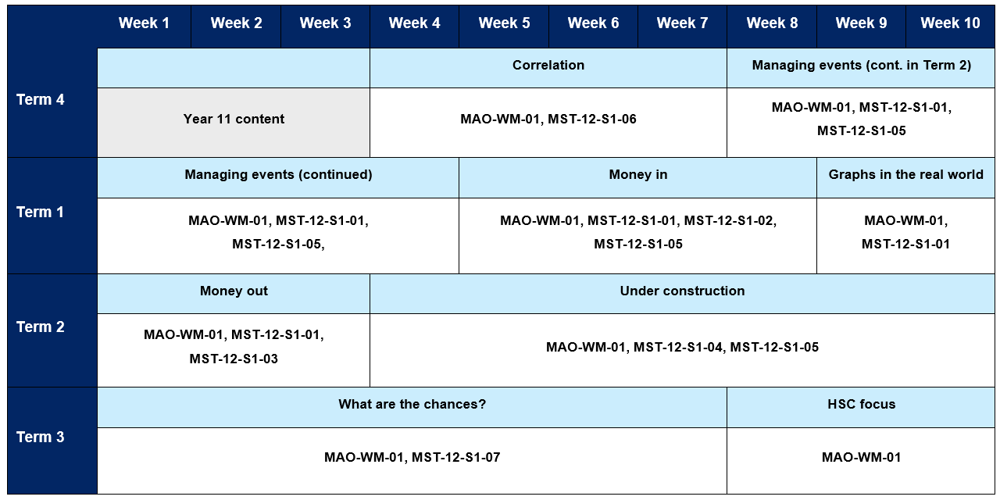 Week 1 Week 2 Week 3 Week 4 Week 5 Week 6 Week 7 Week 8 Week 9 Week 10
Term 4
Correlation
Managing events (cont. in Term 2)
Year 11 content
MAO-WM-01, MST-12-S1-06
MAO-WM-01, MST-12-S1-01,
MST-12-S1-05
Term 1
Managing events (continued)
Money in
Graphs in the real world
MAO-WM-01, MST-12-S1-01,
MST-12-S1-05,
MAO-WM-01, MST-12-S1-01, MST-12-S1-02,
MST-12-S1-05
MAO-WM-01,
MST-12-S1-01
Term 2
Money out
Under construction
MAO-WM-01, MST-12-S1-01,
MST-12-S1-03
MAO-WM-01, MST-12-S1-04, MST-12-S1-05
Term 3
What are the chances?
HSC focus
MAO-WM-01, MST-12-S1-07
MAO-WM-01